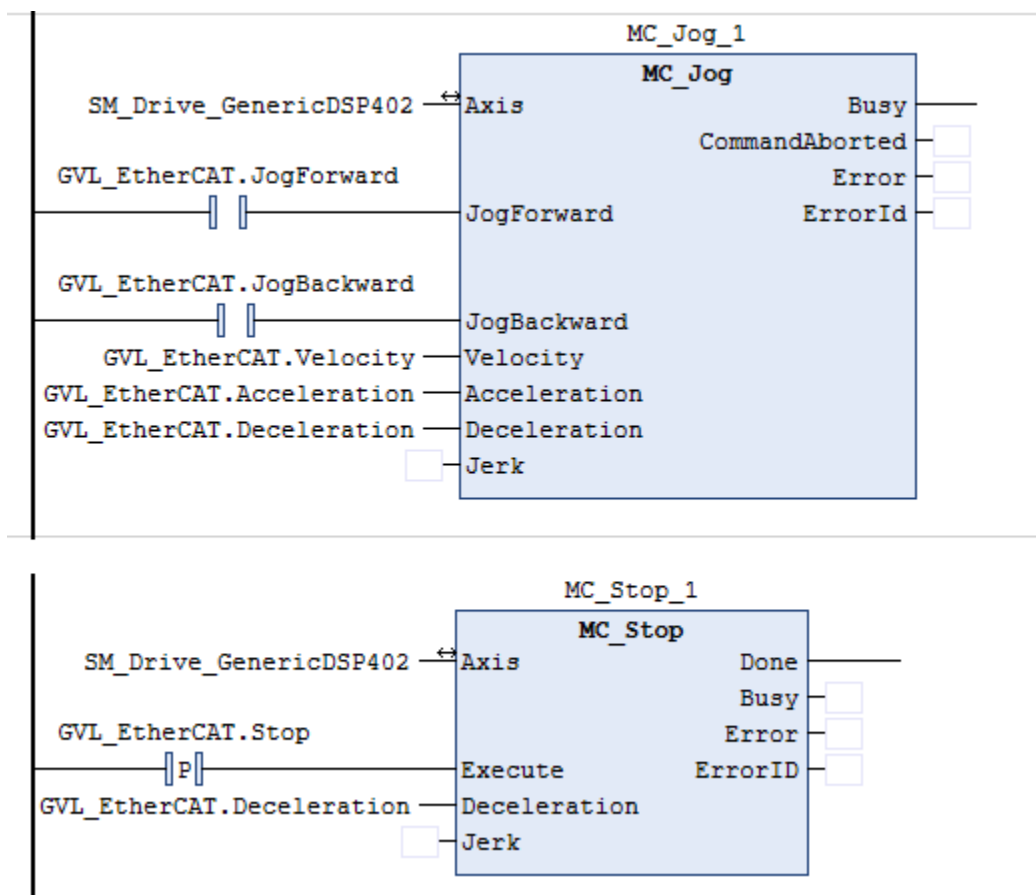 MC_Jog_1
MC_Jog
SM_Drive_GenericDSP402 Axis Busy
CommandAborted
GVL_EtherCAT.JogForward Error
JogForward ErrorId
GVL_EtherCAT.JogBackward
JogBackward
GVL_EtherCAT.Velocity Velocity
GVL_EtherCAT.Acceleration Acceleration
GVL_EtherCAT.Deceleration Deceleration
Jerk
MC_Stop_1
MC_Stop
SM_Drive_GenericDSP402 Axis Done
Busy
GVL_EtherCAT.Stop Error
P Execute ErrorID
GVL_EtherCAT.Deceleration Deceleration
Jerk